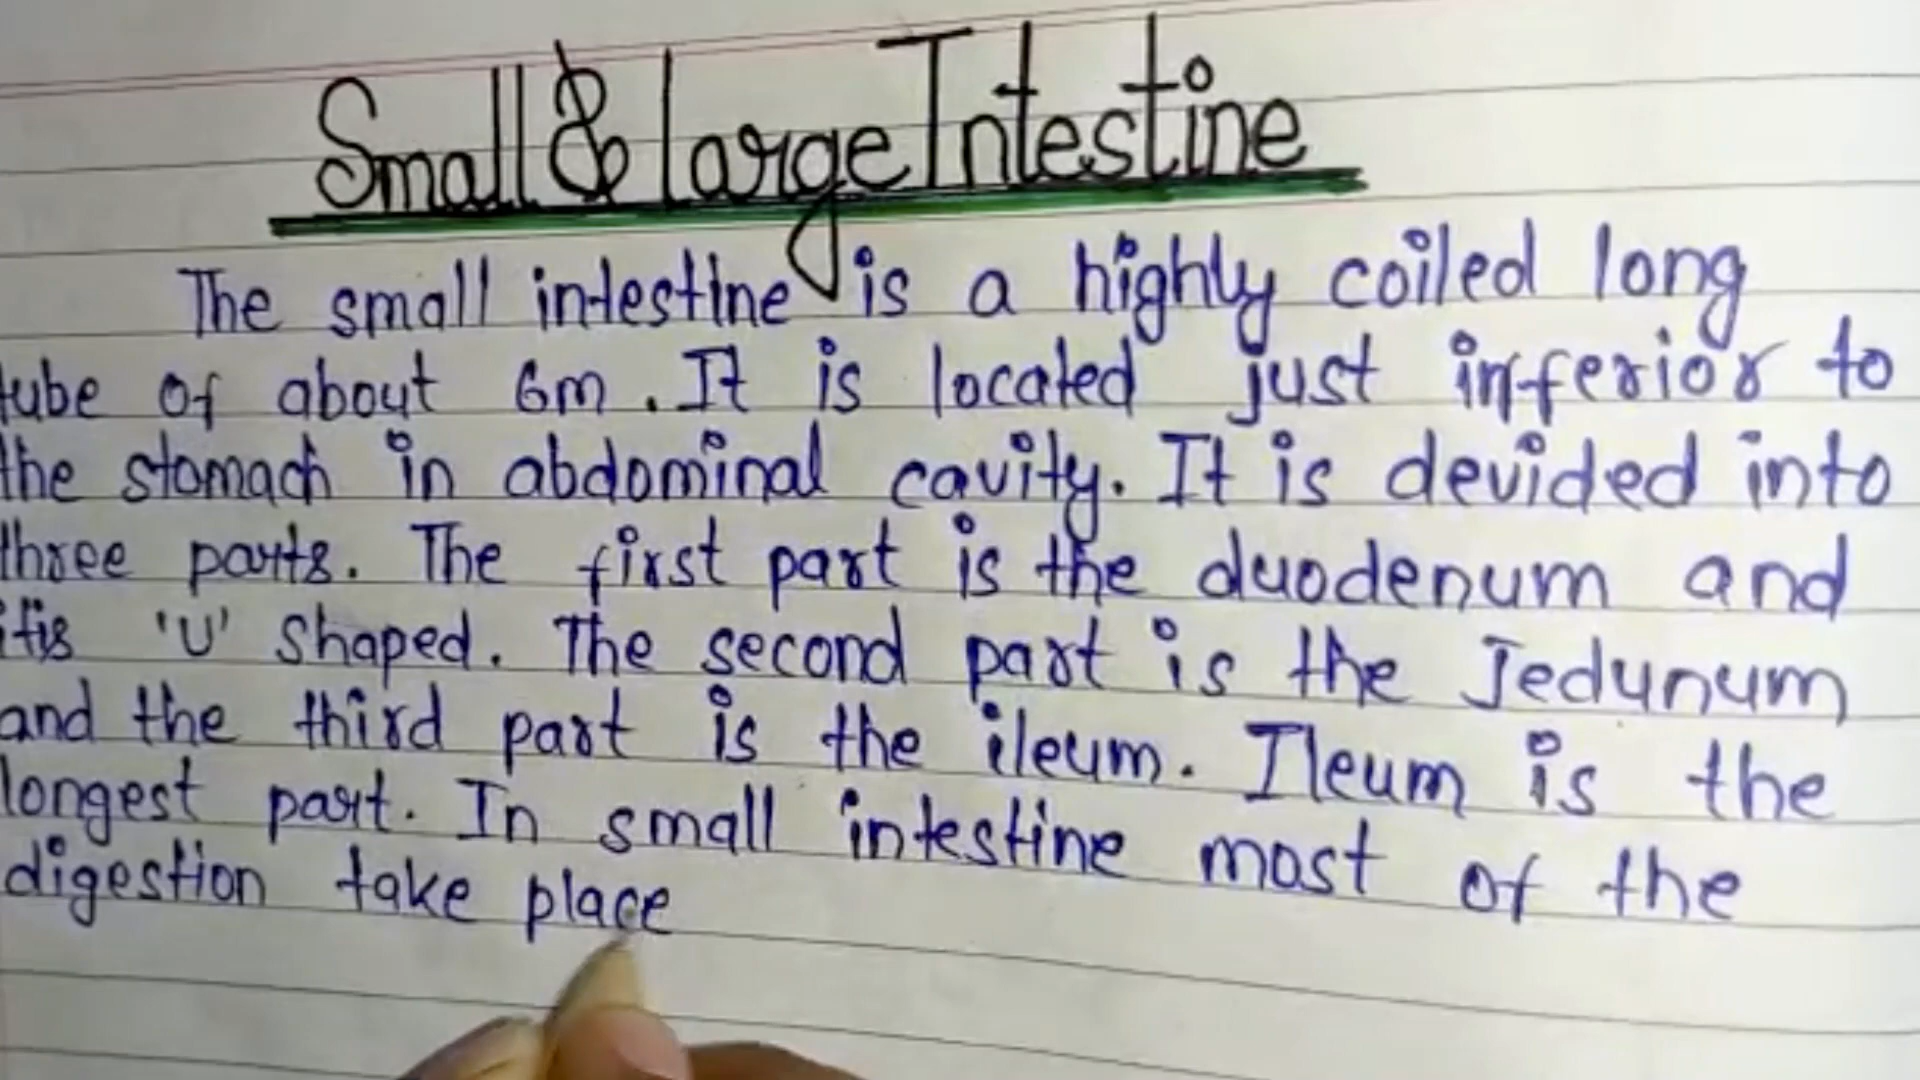 Small & large Intestine
The small intestine is a highly coiled long
tube of about 6m. It is located just inferior to
the stomach in abdominal cavity. It is devided into
three parts. The first part is the duodenum and
itis 'U' shaped. The second part is the Jedunum
and the third part is the ileum. Ileum is the
longest part. In small intestine most of the
digestion take place